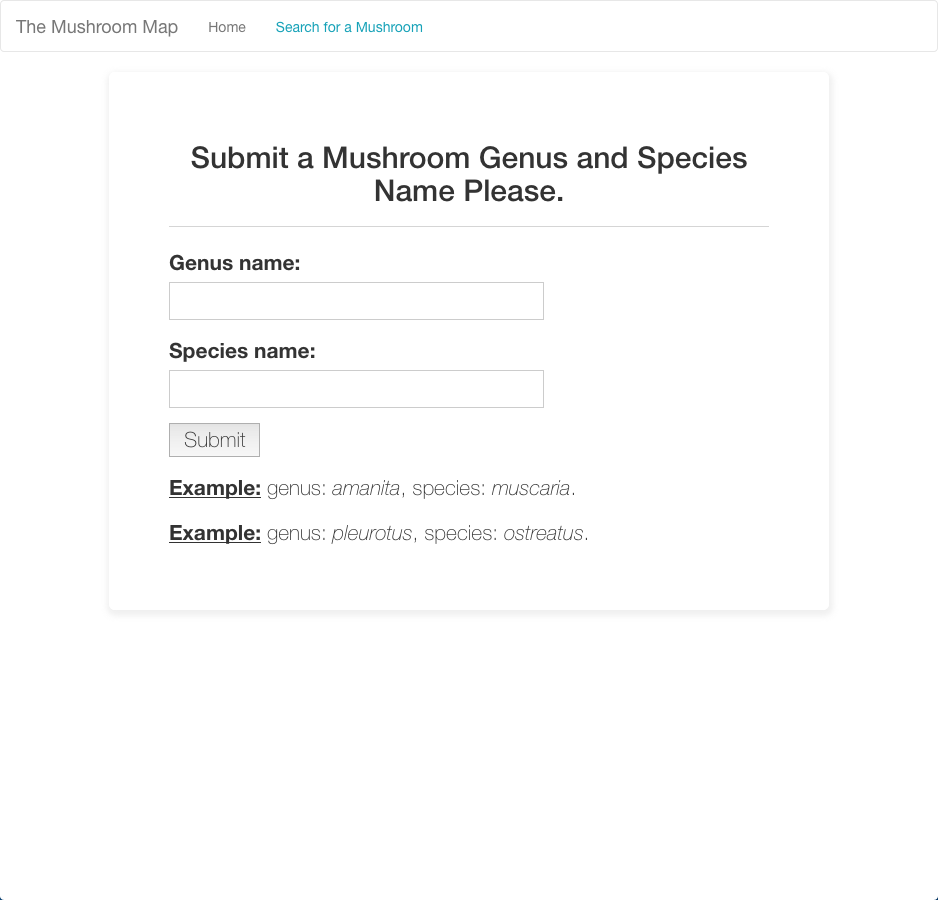 The Mushroom Map Home Search for a Mushroom
Submit a Mushroom Genus and Species
Name Please.
Genus name:
Species name:
Submit
Example: genus: amanita, species: muscaria.
Example: genus: pleurotus, species: ostreatus.